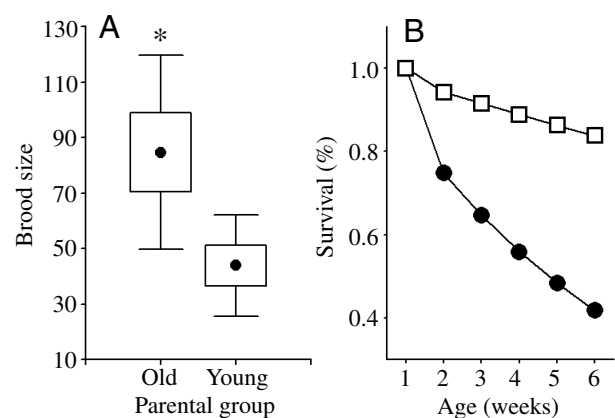 A
*
130
110
90
70
50
30
10
Brood size
Old Young
Parental group
B
1.0
0.8
0.6
0.4
Survival (%)
1 2 3 4 5 6
Age (weeks)